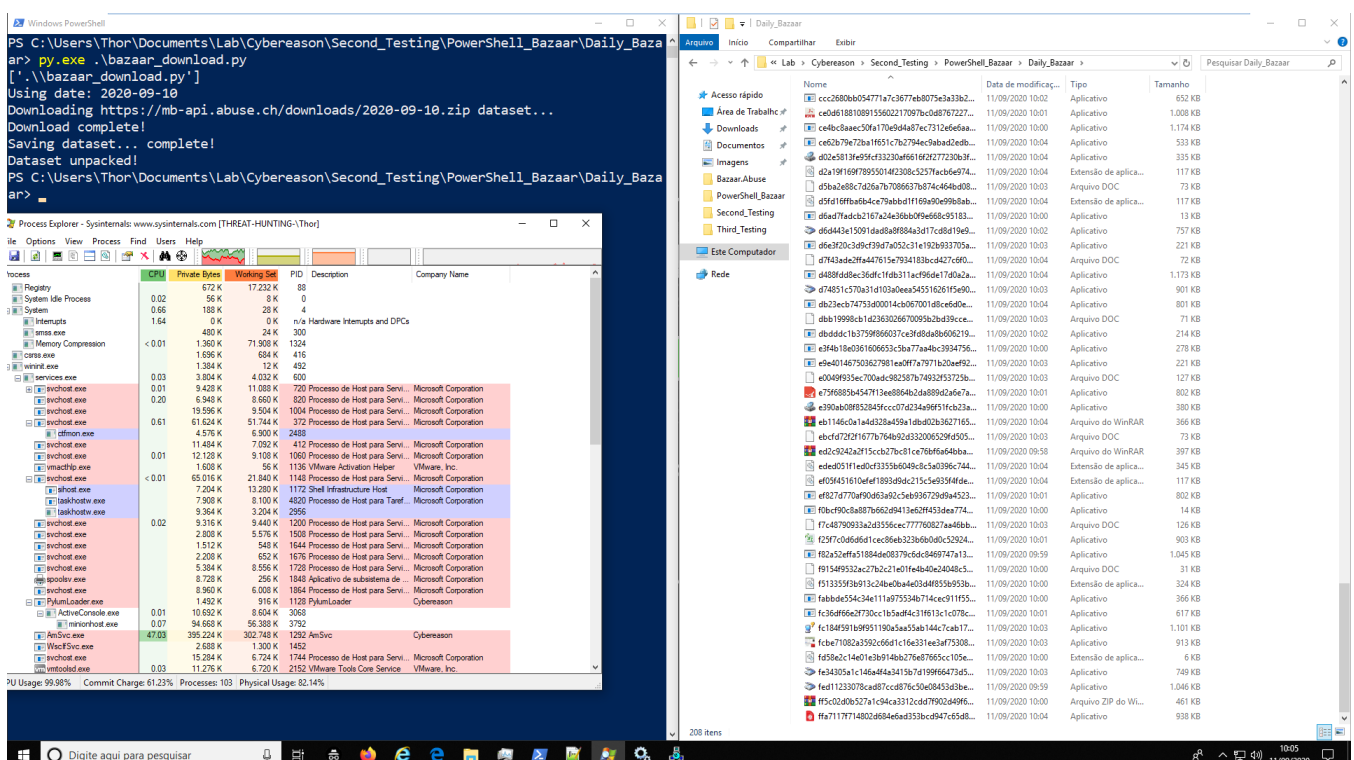 Windows PowerShell
PS C:\Users\Thor\Documents\Lab\Cybereason\Second_Testing\PowerShell_Bazaar\Daily_Baza
ar> py.exe .\bazaar_download.py
['.\\bazaar_download.py']
Using date: 2020-09-10
Downloading https://mb-api.abuse.ch/downloads/2020-09-10.zip dataset...
Download complete!
Saving dataset... complete!
Dataset unpacked!
PS C:\Users\Thor\Documents\Lab\Cybereason\Second_Testing\PowerShell_Bazaar\Daily_Baza
ar>
Process Explorer - Sysinternals: www.sysinternals.com [THREAT-HUNTING-\Thor]
ile Options View Process Find Users Help
Process CPU Private Bytes Working Set PID Description Company Name
Registry 672 K 17.232 K 88
System Idle Process 0.02 56 K 8 K 0
System 0.66 188 K 28 K 4
Interrupts 1.64 0 K 0 K n/a Hardware Interrupts and DPCs
smss.exe 480 K 24 K 300
Memory Compression < 0.01 1.360 K 71.908 K 1324
csrss.exe 1.696 K 684 K 416
wininit.exe 1.384 K 12 K 492
services.exe 0.03 3.804 K 4.032 K 600
svchost.exe 0.01 9.428 K 11.088 K 720 Processo de Host para Servi... Microsoft Corporation
svchost.exe 0.20 6.948 K 8.660 K 820 Processo de Host para Servi... Microsoft Corporation
svchost.exe 19.596 K 9.504 K 1004 Processo de Host para Servi... Microsoft Corporation
svchost.exe 0.61 61.624 K 51.744 K 372 Processo de Host para Servi... Microsoft Corporation
ctfmon.exe 4.576 K 6.900 K 2488
svchost.exe 11.484 K 7.092 K 412 Processo de Host para Servi... Microsoft Corporation
svchost.exe 0.01 12.128 K 9.108 K 1060 Processo de Host para Servi... Microsoft Corporation
vmacthlp.exe 1.608 K 56 K 1136 VMware Activation Helper VMware, Inc.
svchost.exe < 0.01 65.016 K 21.840 K 1148 Processo de Host para Servi... Microsoft Corporation
sihost.exe 7.204 K 13.280 K 1172 Shell Infrastructure Host Microsoft Corporation
taskhostw.exe 7.908 K 8.100 K 4820 Processo de Host para Taref... Microsoft Corporation
taskhostw.exe 9.364 K 3.204 K 2956
svchost.exe 0.02 9.316 K 9.440 K 1200 Processo de Host para Servi... Microsoft Corporation
svchost.exe 2.808 K 5.576 K 1508 Processo de Host para Servi... Microsoft Corporation
svchost.exe 1.512 K 548 K 1644 Processo de Host para Servi... Microsoft Corporation
svchost.exe 2.208 K 652 K 1676 Processo de Host para Servi... Microsoft Corporation
svchost.exe 5.384 K 8.556 K 1728 Processo de Host para Servi... Microsoft Corporation
spoolsv.exe 8.728 K 256 K 1848 Aplicativo de subsistema de ... Microsoft Corporation
svchost.exe 8.960 K 6.008 K 1864 Processo de Host para Servi... Microsoft Corporation
PylumLoader.exe 1.492 K 916 K 1128 PylumLoader Cybereason
ActiveConsole.exe 0.01 10.692 K 8.604 K 3068
minionhost.exe 0.07 94.668 K 56.388 K 3792
AmSvc.exe 47.03 395.224 K 302.748 K 1292 AmSvc Cybereason
WscIfSvc.exe 2.688 K 1.300 K 1452
svchost.exe 15.284 K 6.724 K 1744 Processo de Host para Servi... Microsoft Corporation
vmtoolsd.exe 0.03 11.276 K 6.720 K 2152 VMware Tools Core Service VMware, Inc.
PU Usage: 99.98% Commit Charge: 61.23% Processes: 103 Physical Usage: 82.14%
Daily_Bazaar
Arquivo Início Compartilhar Exibir
« Lab > Cybereason > Second_Testing > PowerShell_Bazaar > Daily_Bazaar > Pesquisar Daily_Bazaar
Acesso rápido
Área de Trabalhc
Downloads
Documentos
Imagens
Bazaar.Abuse
PowerShell_Bazaar
Second_Testing
Third_Testing
Este Computador
Rede
Nome Data de modificaç... Tipo Tamanho
11/09/2020 10:02 Aplicativo 652 KB
11/09/2020 10:01 Aplicativo 1.008 KB
11/09/2020 10:00 Aplicativo 1.174 KB
11/09/2020 10:04 Aplicativo 533 KB
11/09/2020 10:04 Aplicativo 335 KB
11/09/2020 10:04 Extensão de aplica... 117 KB
11/09/2020 10:03 Arquivo DOC 73 KB
11/09/2020 10:04 Extensão de aplica... 117 KB
11/09/2020 10:00 Aplicativo 13 KB
11/09/2020 10:02 Aplicativo 757 KB
11/09/2020 10:03 Aplicativo 221 KB
11/09/2020 10:04 Arquivo DOC 72 KB
11/09/2020 10:00 Aplicativo 1.173 KB
11/09/2020 10:03 Aplicativo 901 KB
11/09/2020 10:04 Aplicativo 801 KB
11/09/2020 10:04 Arquivo DOC 71 KB
11/09/2020 10:02 Aplicativo 214 KB
11/09/2020 10:00 Aplicativo 278 KB
11/09/2020 10:03 Aplicativo 221 KB
11/09/2020 10:03 Arquivo DOC 127 KB
11/09/2020 10:01 Aplicativo 802 KB
11/09/2020 10:00 Aplicativo 380 KB
11/09/2020 10:04 Arquivo do WinRAR 366 KB
11/09/2020 10:04 Arquivo DOC 73 KB
11/09/2020 09:58 Arquivo do WinRAR 397 KB
11/09/2020 10:04 Extensão de aplica... 345 KB
11/09/2020 10:04 Extensão de aplica... 117 KB
11/09/2020 10:01 Aplicativo 802 KB
11/09/2020 10:00 Aplicativo 14 KB
11/09/2020 10:03 Arquivo DOC 126 KB
11/09/2020 10:01 Aplicativo 903 KB
11/09/2020 09:59 Aplicativo 1.045 KB
11/09/2020 10:00 Arquivo DOC 31 KB
11/09/2020 10:00 Extensão de aplica... 324 KB
11/09/2020 10:00 Aplicativo 366 KB
11/09/2020 10:01 Aplicativo 617 KB
11/09/2020 10:03 Aplicativo 1.101 KB
11/09/2020 10:03 Aplicativo 913 KB
11/09/2020 10:00 Extensão de aplica... 6 KB
11/09/2020 10:03 Aplicativo 749 KB
11/09/2020 09:59 Aplicativo 1.046 KB
11/09/2020 10:00 Arquivo ZIP do Wi... 461 KB
11/09/2020 10:04 Aplicativo 938 KB
208 itens
Digite aqui para pesquisar
10:05